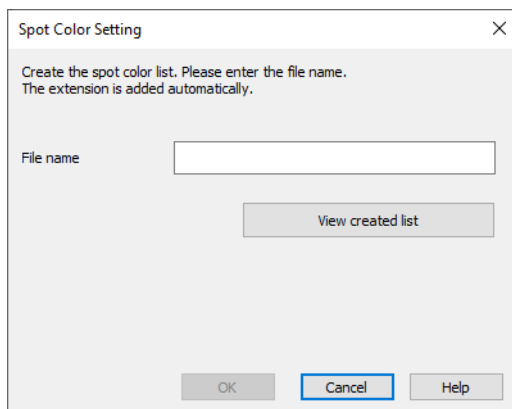 Spot Color Setting
Create the spot color list. Please enter the file name.
The extension is added automatically.
File name
View created list
OK
Cancel
Help